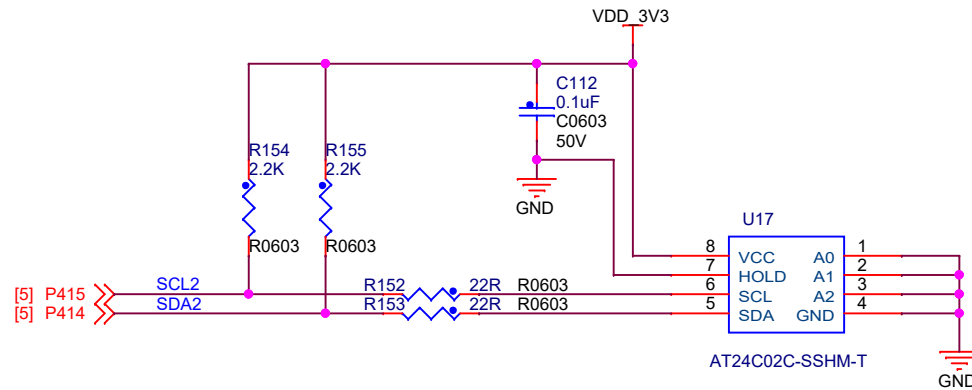 VDD_3V3
C112
0.1uF
C0603
50V
R154
2.2K
R155
2.2K
GND
R0603
R0603
U17
8 VCC A0 1
7 HOLD A1 2
6 SCL A2 3
5 SDA GND 4
[5] P415 SCL2 R152 22R R0603
[5] P414 SDA2 R153 22R R0603
AT24C02C-SSHM-T
GND